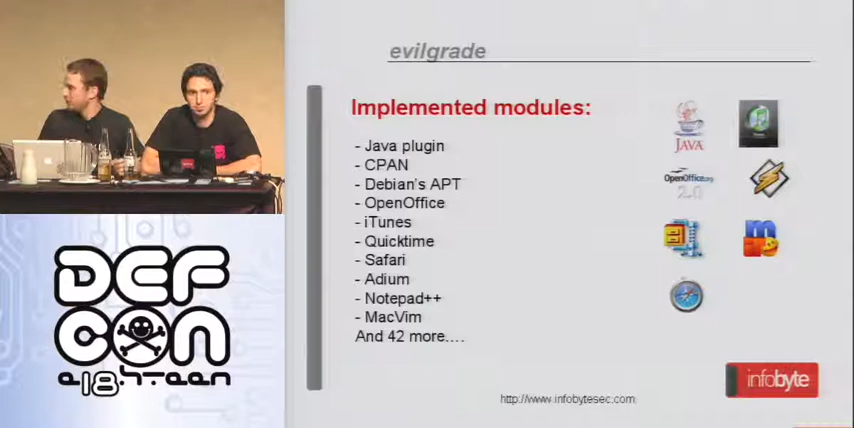 evilgrade
Implemented modules:
- Java plugin
- CPAN
- Debian's APT
- OpenOffice
- iTunes
- Quicktime
- Safari
- Adium
- Notepad++
- MacVim
And 42 more....
JAVA
OpenOffice.org
2.0
infobyte
http://www.infobytesec.com
DEF
CON
e18hteen